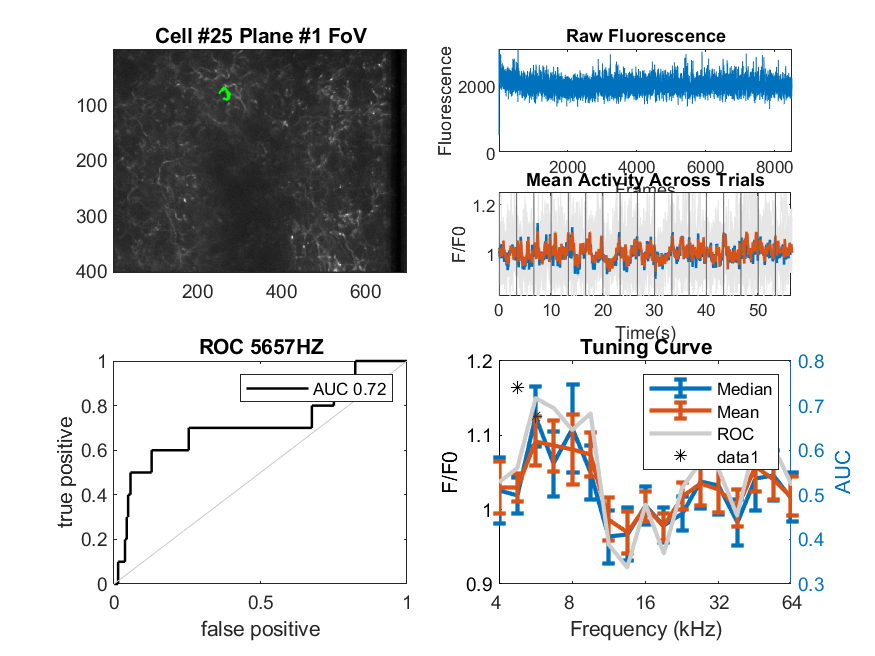 Cell #25 Plane #1 FoV
100
200
300
400
200
400
600
Raw Fluorescence
Fluorescence
2000
0
2000
4000
6000
8000
Frames
Mean Activity Across Trials
F/F0
1.2
1
0
10
20
30
40
50
Time(s)
ROC 5657HZ
true positive
1
0.8
0.6
0.4
0.2
0
AUC 0.72
0
0.5
1
false positive
Tuning Curve
F/F0
1.2
1.1
1
0.9
Median
Mean
ROC
data1
0.8
0.7
0.6
0.5
0.4
0.3
AUC
4
8
16
32
64
Frequency (kHz)